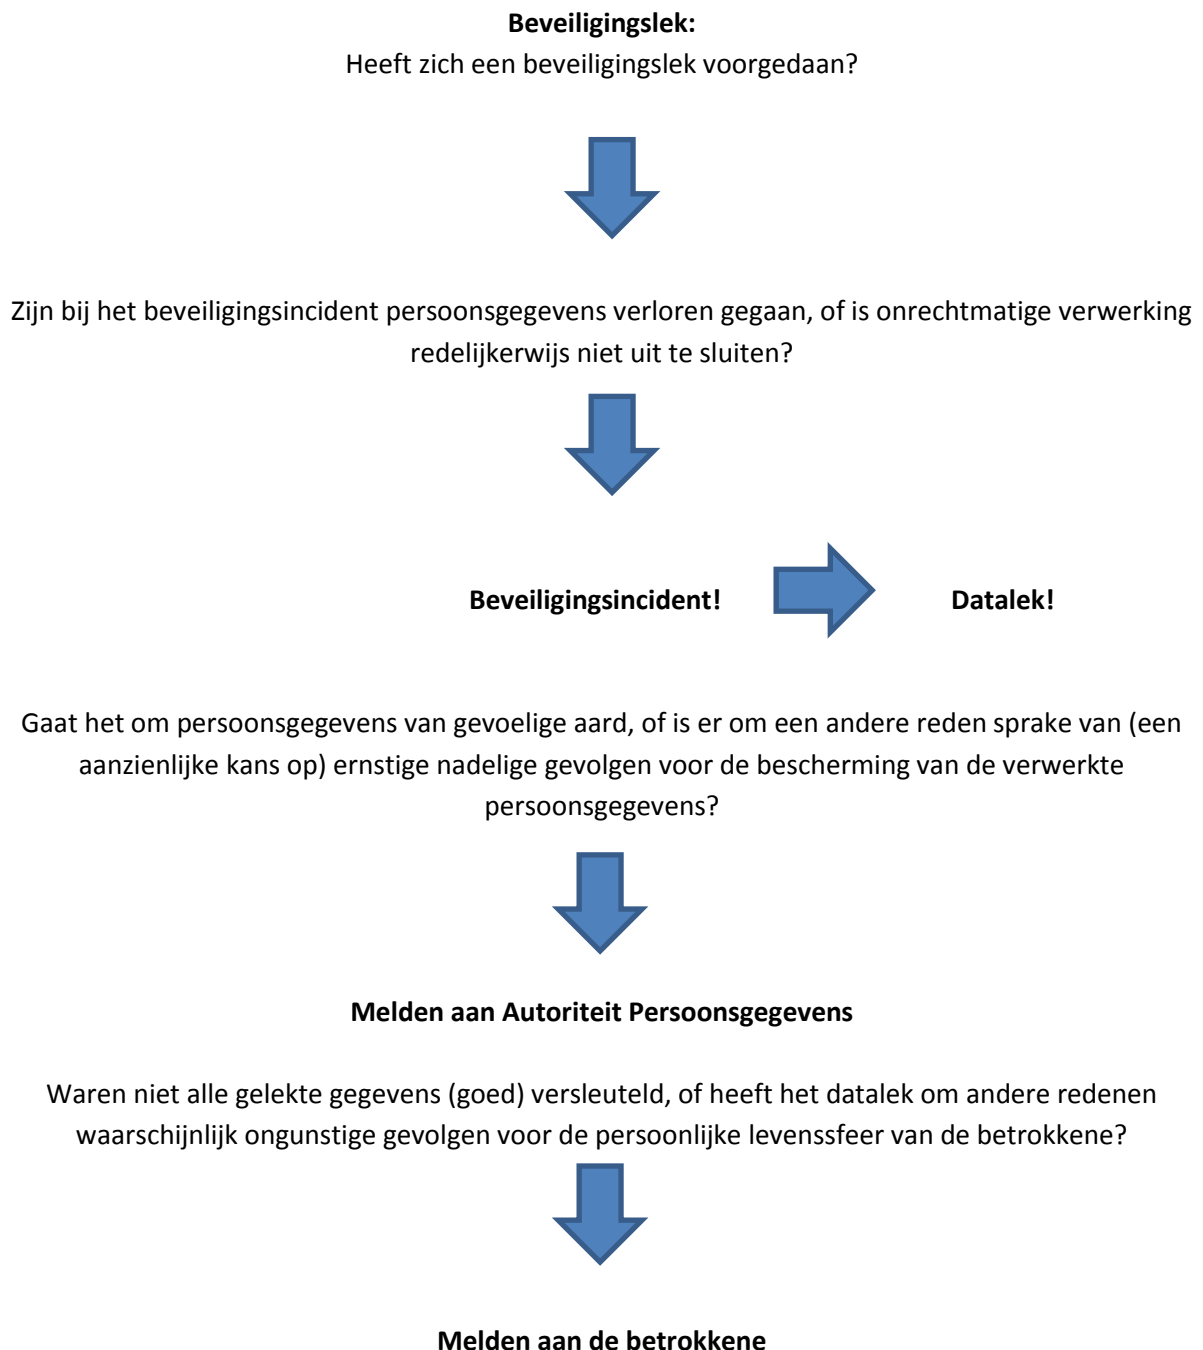 Beveiligingslek:
Heeft zich een beveiligingslek voorgedaan?
Zijn bij het beveiligingsincident persoonsgegevens verloren gegaan, of is onrechtmatige verwerking
redelijkerwijs niet uit te sluiten?
Beveiligingsincident! Datalek!
Gaat het om persoonsgegevens van gevoelige aard, of is er om een andere reden sprake van (een
aanzienlijke kans op) ernstige nadelige gevolgen voor de bescherming van de verwerkte
persoonsgegevens?
Melden aan Autoriteit Persoonsgegevens
Waren niet alle gelekte gegevens (goed) versleuteld, of heeft het datalek om andere redenen
waarschijnlijk ongunstige gevolgen voor de persoonlijke levenssfeer van de betrokkene?
Melden aan de betrokkene